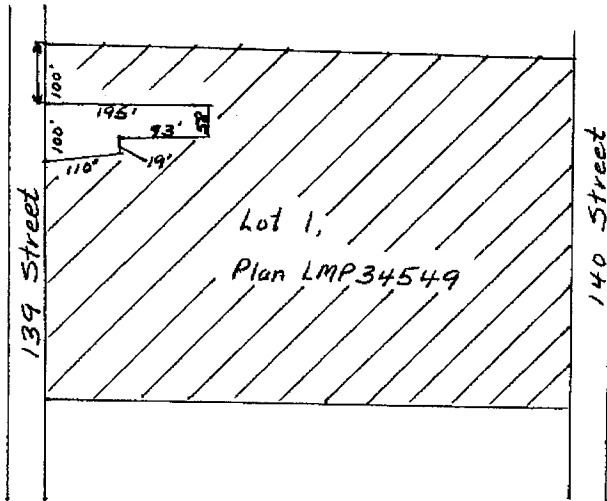 100'
195'
58'
93'
100'
19'
110"
Lot 1,
Plan LMP34549
139 Street
140 Street